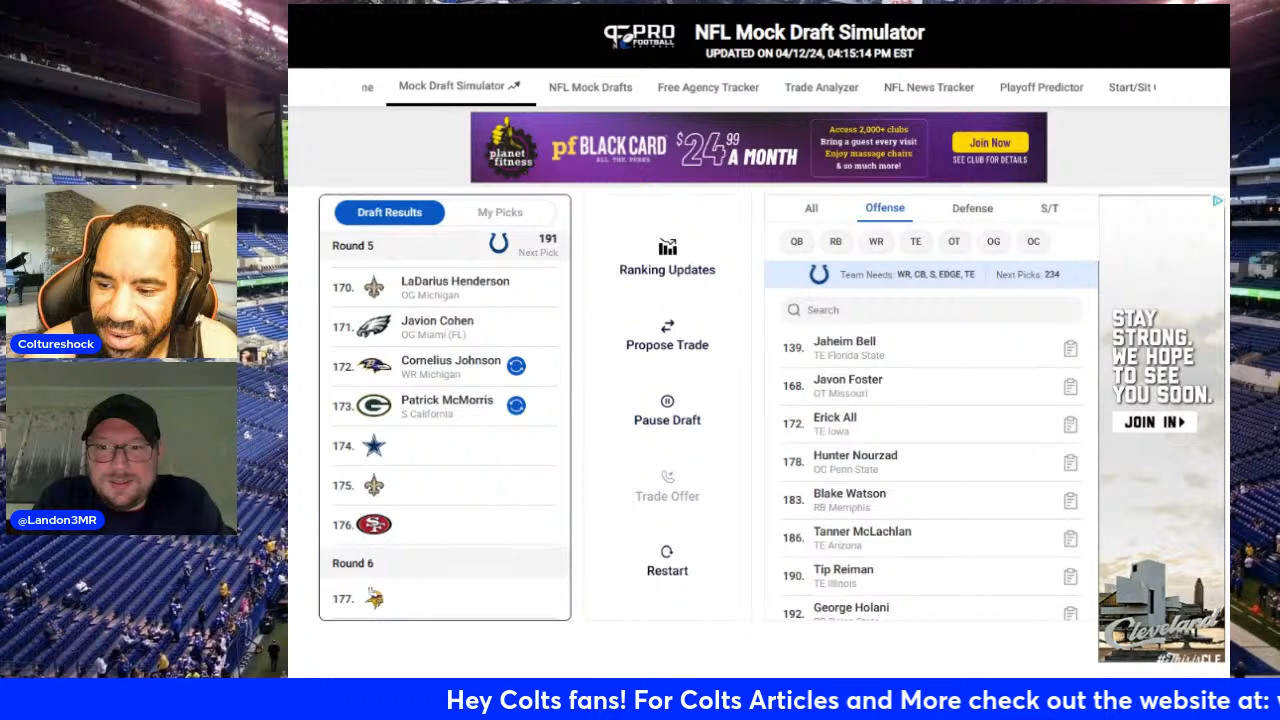 PRO
FOOTBALL
NETWORK
NFL Mock Draft Simulator
UPDATED ON 04/12/24, 04:15:14 PM EST
ne
Mock Draft Simulator
NFL Mock Drafts
Free Agency Tracker
Trade Analyzer
NFL News Tracker
Playoff Predictor
Start/Sit
planet
fitness
pf BLACK CARD
ALL THE PERKS
$24.99
A MONTH
Access 2,000+ clubs
Bring a guest every visit
Enjoy massage chairs
& so much more!
Join Now
SEE CLUB FOR DETAILS
Draft Results
My Picks
Round 5
191
Next Pick
170.
LaDarius Henderson
OG Michigan
171.
Javion Cohen
OG Miami (FL)
172.
Cornelius Johnson
WR Michigan
173.
Patrick McMorris
S California
174.
175.
176.
Round 6
177.
Ranking Updates
Propose Trade
Pause Draft
Trade Offer
Restart
All
Offense
Defense
S/T
QB
RB
WR
TE
OT
OG
OC
Team Needs: WR, CB, S, EDGE, TE
Next Picks: 234
Search
139.
Jaheim Bell
TE Florida State
168.
Javon Foster
OT Missouri
172.
Erick All
TE Iowa
178.
Hunter Nourzad
OC Penn State
183.
Blake Watson
RB Memphis
186.
Tanner McLachlan
TE Arizona
190.
Tip Reiman
TE Illinois
192.
George Holani
STAY
STRONG.
WE HOPE
TO SEE
YOU SOON.
JOIN IN
Cleveland
#ThisisCLE
Coltureshock
@Landon3MR
Hey Colts fans! For Colts Articles and More check out the website at: